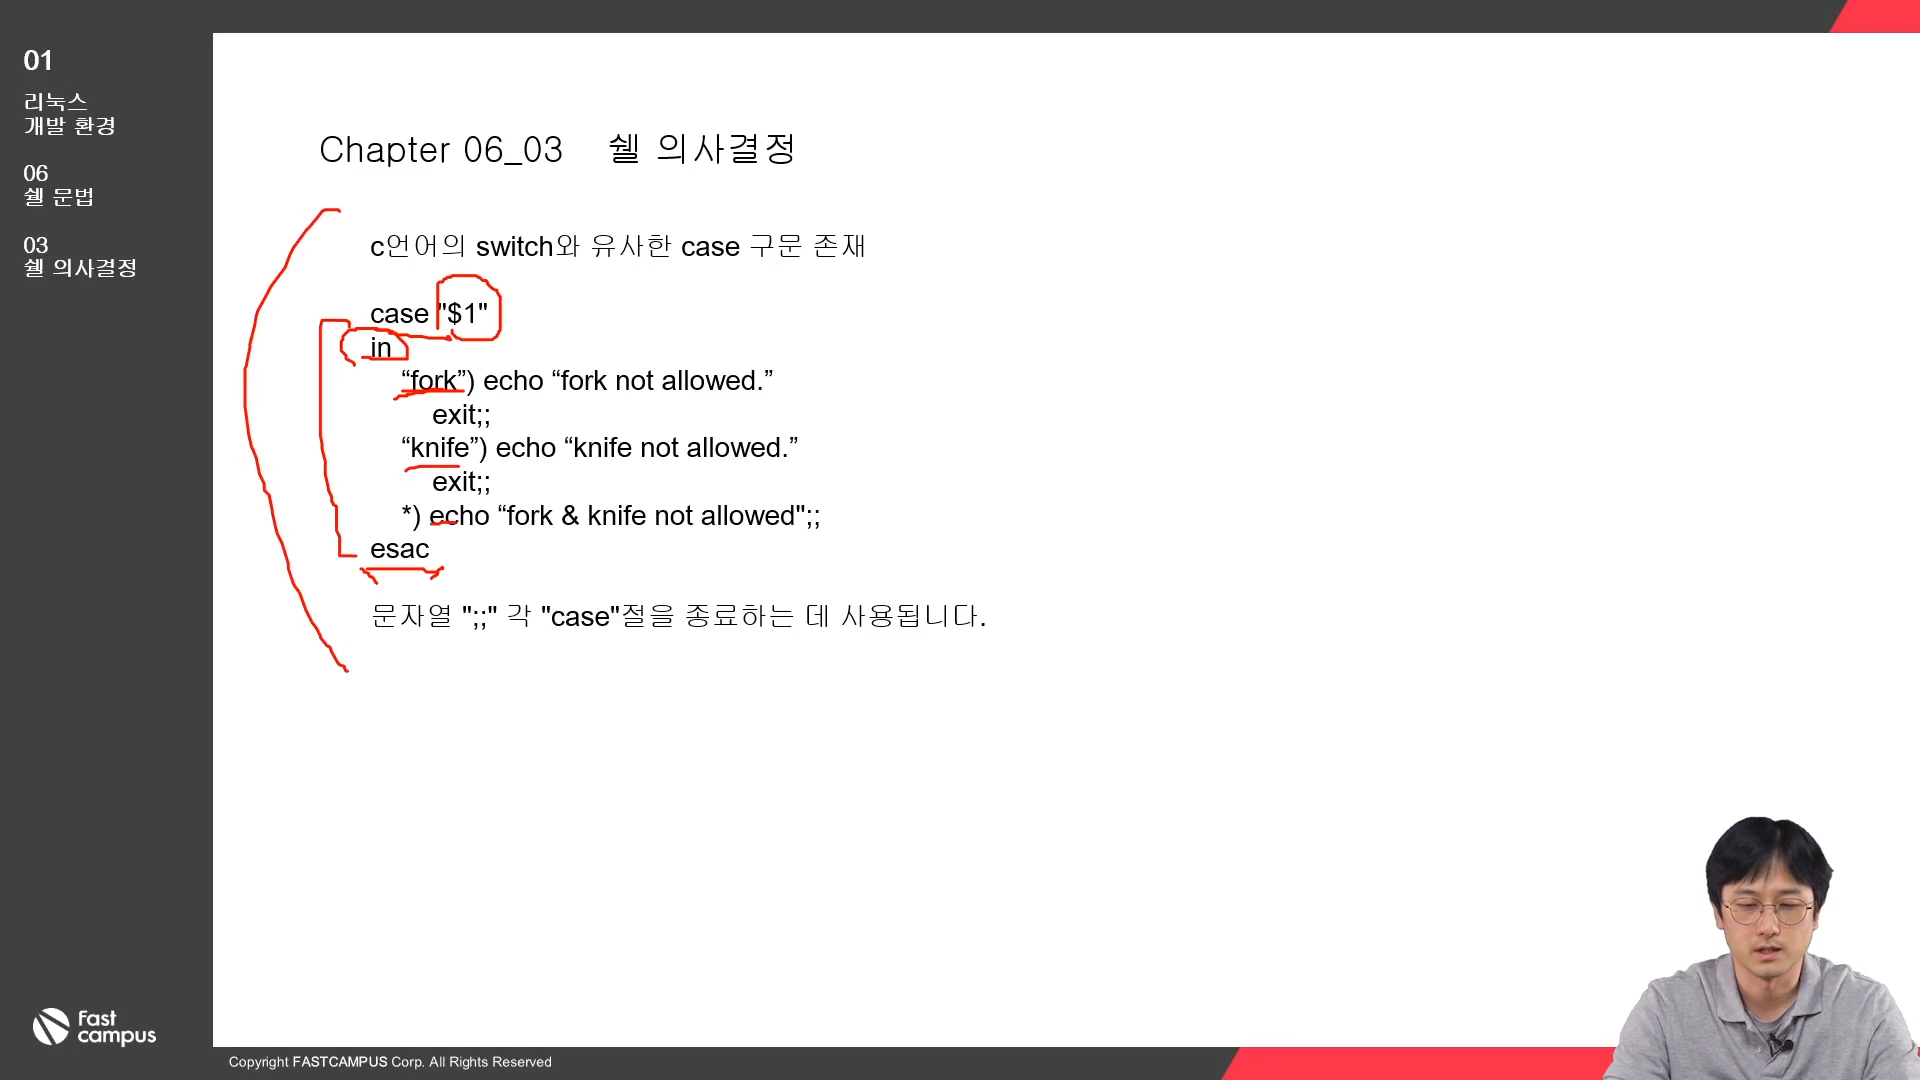 01
리눅스
개발 환경
06
쉘 문법
03
쉘 의사결정
Chapter 06_03 쉘 의사결정
c언어의 switch와 유사한 case 구문 존재
case "$1"
in
“fork”) echo “fork not allowed.”
exit;;
“knife”) echo “knife not allowed.”
exit;;
*) echo “fork & knife not allowed";;
esac
문자열 ";;" 각 "case"절을 종료하는 데 사용됩니다.
Fast
campus
Copyright FASTCAMPUS Corp. All Rights Reserved